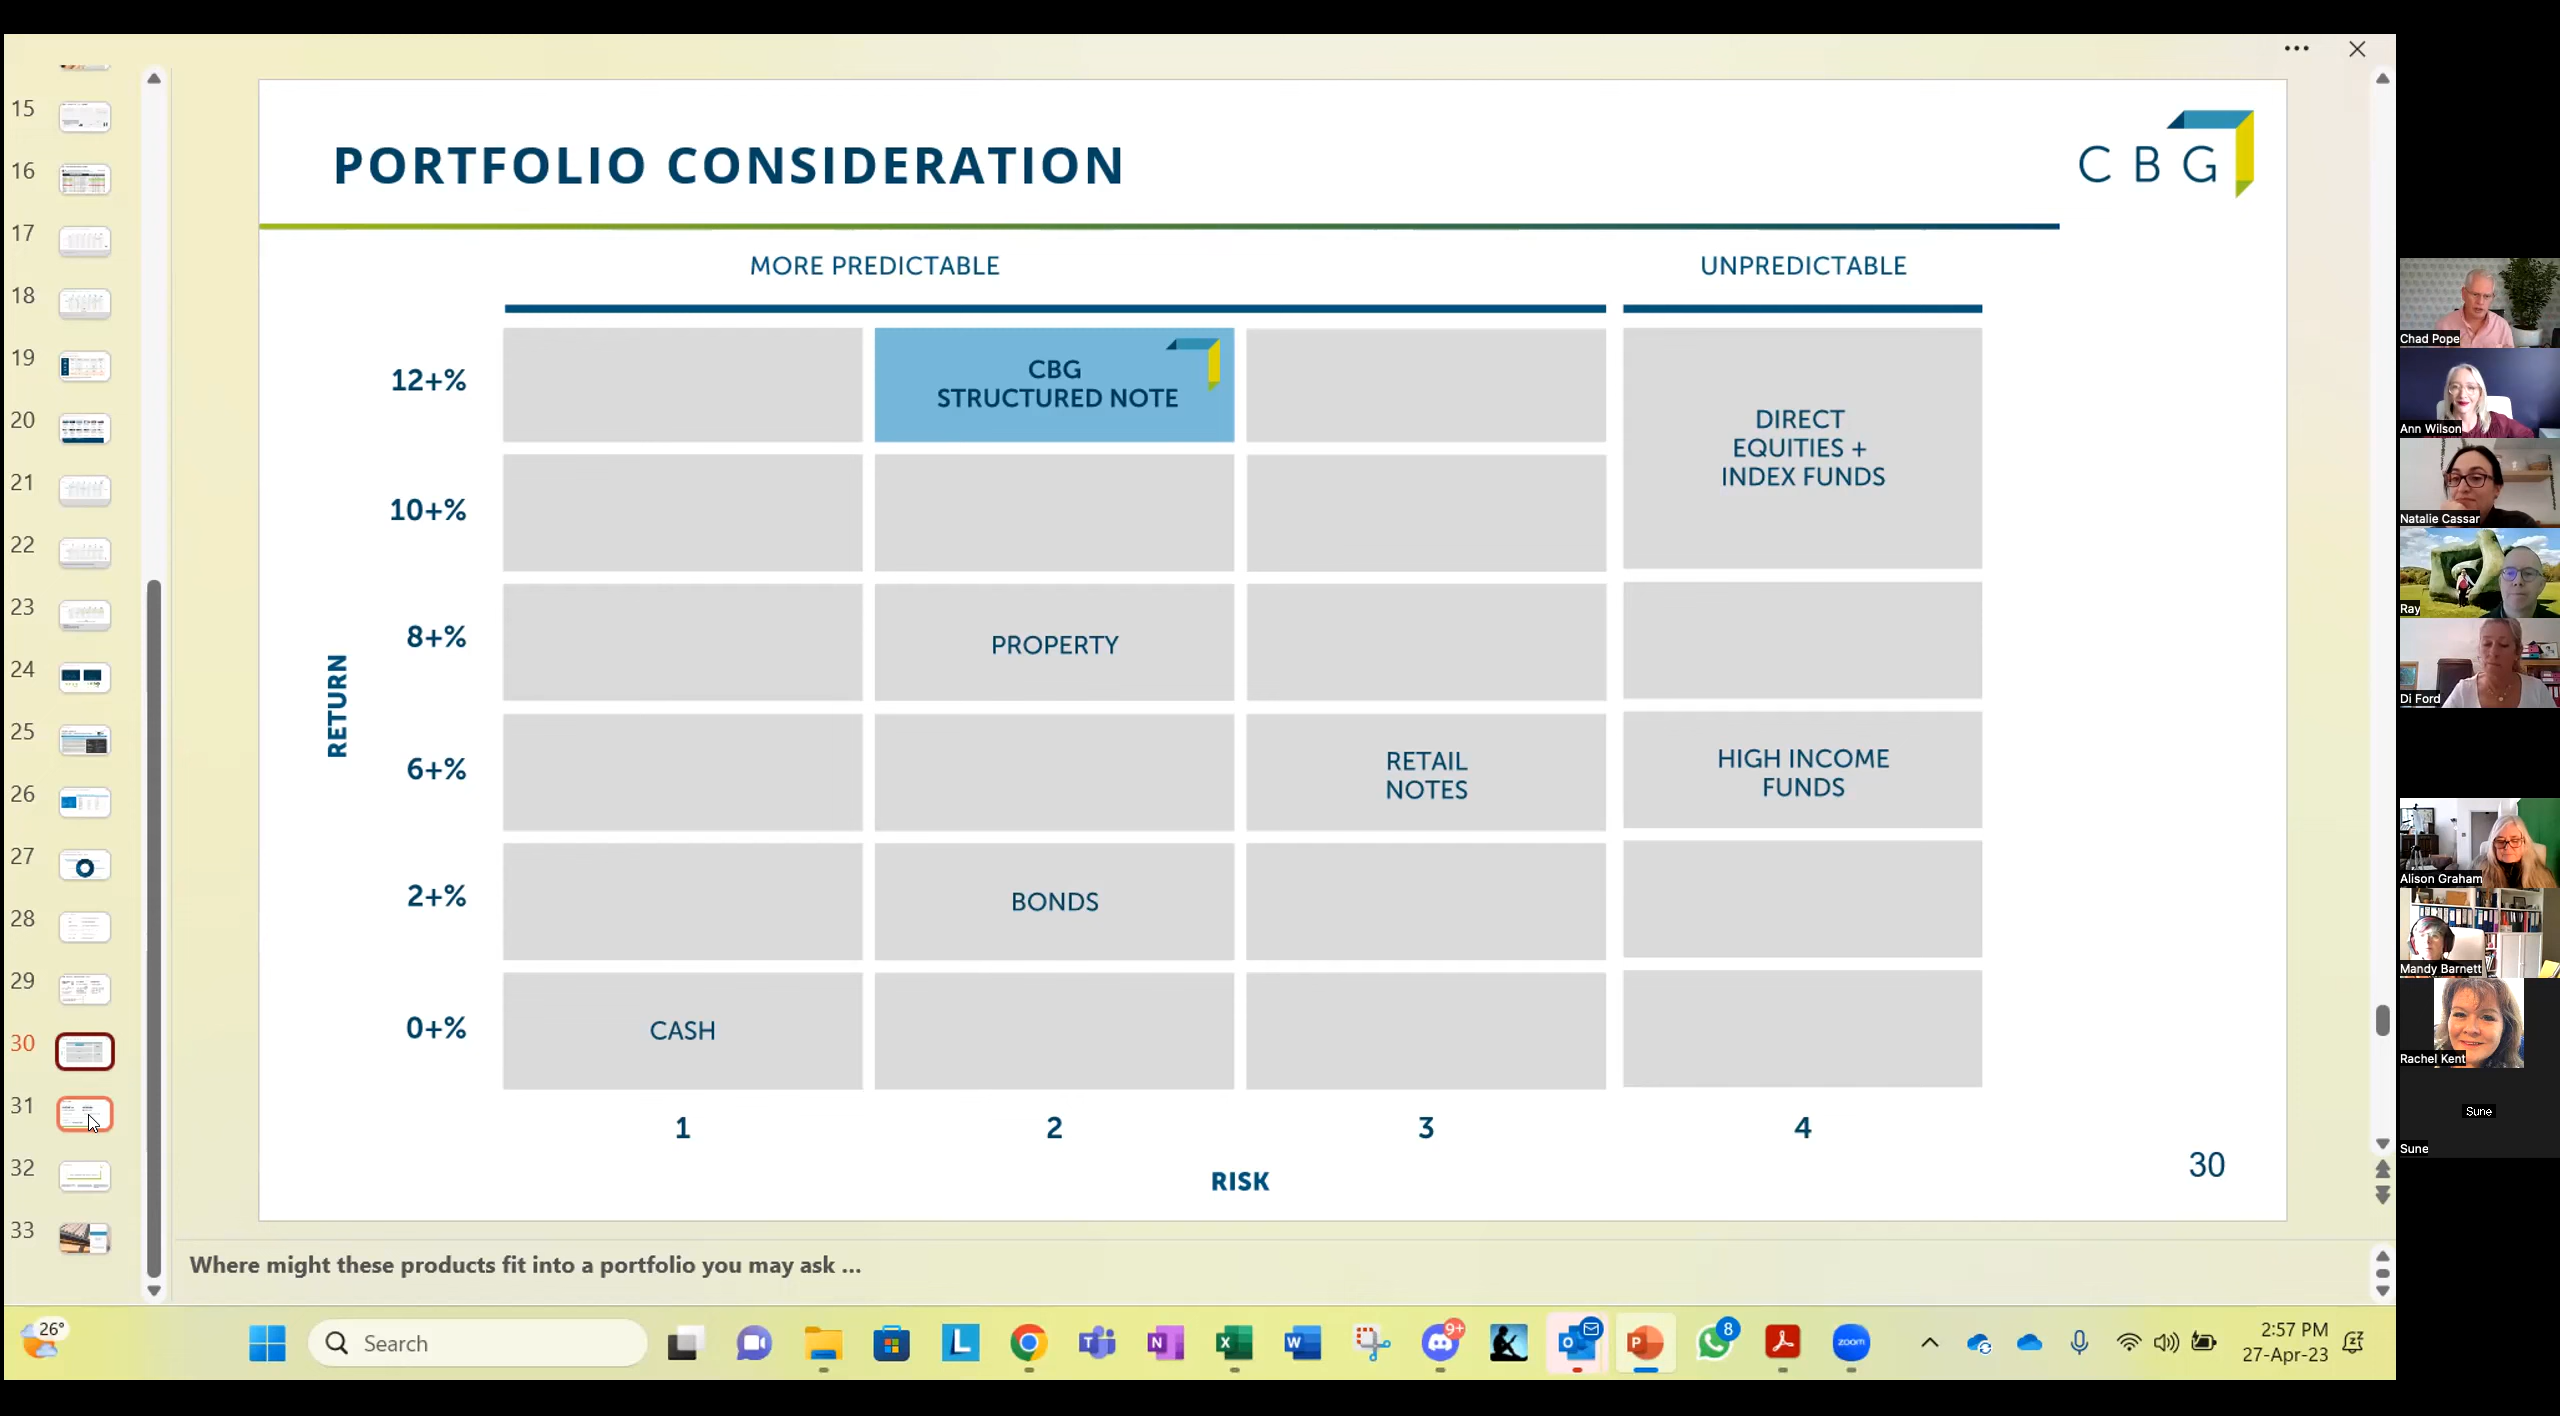 15
16
17
18
19
20
21
22
23
24
25
26
27
28
29
30
31
32
33
PORTFOLIO CONSIDERATION
CBG
MORE PREDICTABLE
UNPREDICTABLE
12+%
CBG
STRUCTURED NOTE
DIRECT
EQUITIES +
INDEX FUNDS
10+%
8+%
PROPERTY
RETURN
6+%
RETAIL
NOTES
HIGH INCOME
FUNDS
2+%
BONDS
0+%
CASH
1
2
3
4
RISK
30
Where might these products fit into a portfolio you may ask ...
Chad Pope
Ann Wilson
Natalie Cassar
Ray
Di Ford
Alison Graham
Mandy Barnett
Rachel Kent
Sune
Sune
26°
Search
L
T
N
X
W
9+
O
P
8
zoom
2:57 PM
27-Apr-23